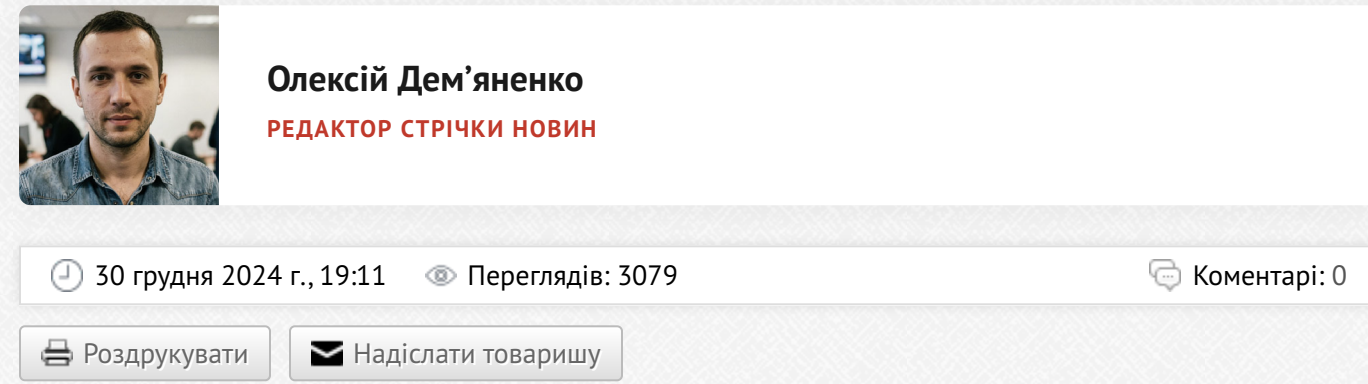 Олексій Дем’яненко
РЕДАКТОР СТРІЧКИ НОВИН
30 грудня 2024 г., 19:11 Переглядів: 3079 Коментарі: 0
Роздрукувати Надіслати товаришу